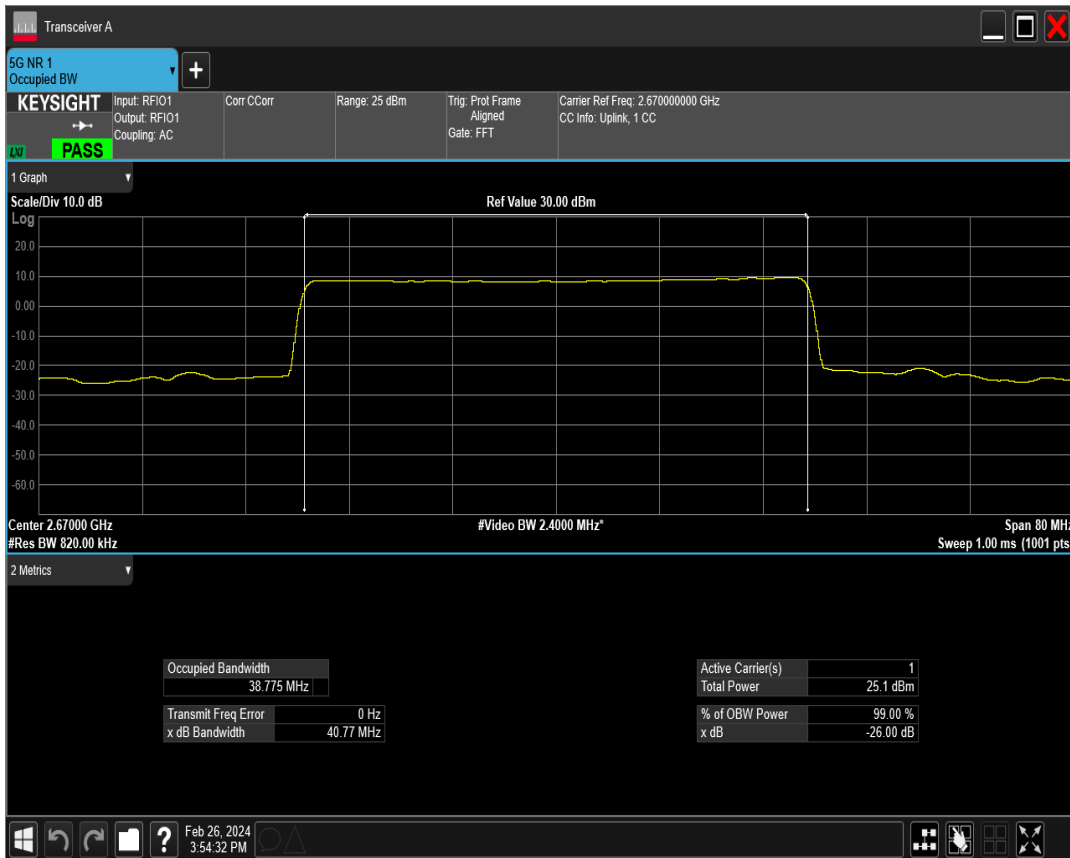 Transceiver A
5G NR 1
Occupied BW
KEYSIGHT
LXI
PASS
Input: RFIO1
Output: RFIO1
Coupling: AC
Corr CCorr
Range: 25 dBm
Trig: Prot Frame
Aligned
Gate: FFT
Carrier Ref Freq: 2.670000000 GHz
CC Info: Uplink, 1 CC
1 Graph
Scale/Div 10.0 dB
Ref Value 30.00 dBm
Log
20.0
10.0
0.00
-10.0
-20.0
-30.0
-40.0
-50.0
-60.0
Center 2.67000 GHz
#Video BW 2.4000 MHz*
Span 80 MHz
#Res BW 820.00 kHz
Sweep 1.00 ms (1001 pts
2 Metrics
Occupied Bandwidth
38.775 MHz
Transmit Freq Error 0 Hz
x dB Bandwidth 40.77 MHz
Active Carrier(s) 1
Total Power 25.1 dBm
% of OBW Power 99.00 %
x dB -26.00 dB
Feb 26, 2024
3:54:32 PM